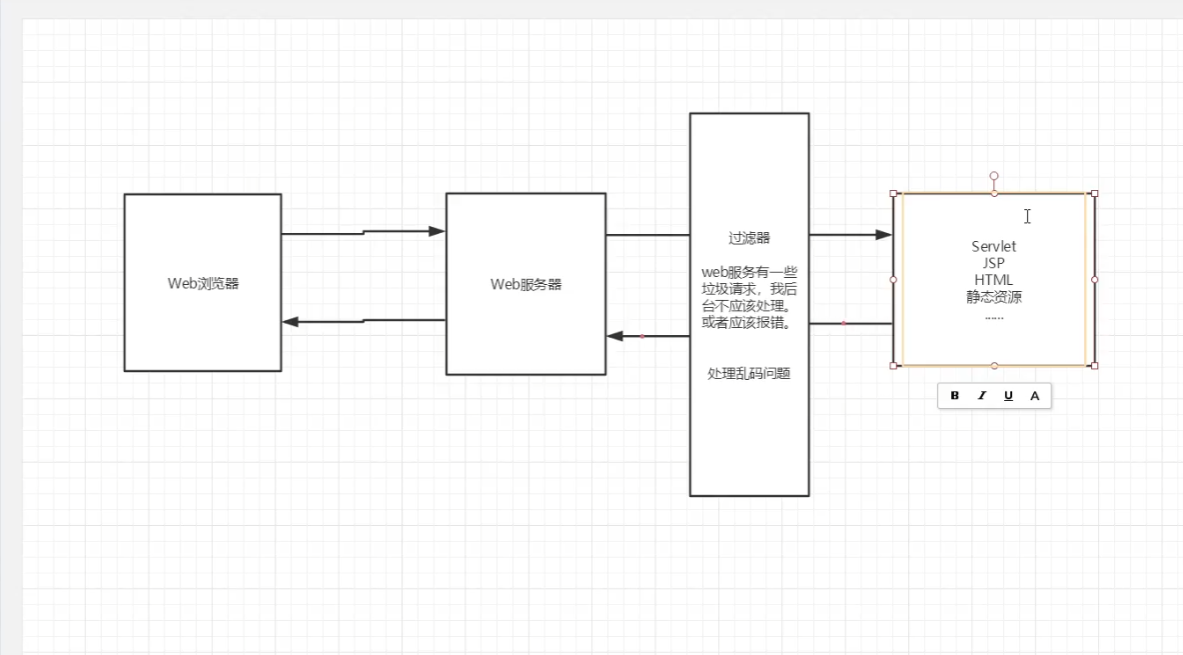 Web浏览器
Web服务器
过滤器
web服务有一些
垃圾请求，我后
台不应该处理。
或者应该报错。
处理乱码问题
Servlet
JSP
HTML
静态资源
......
B I U A